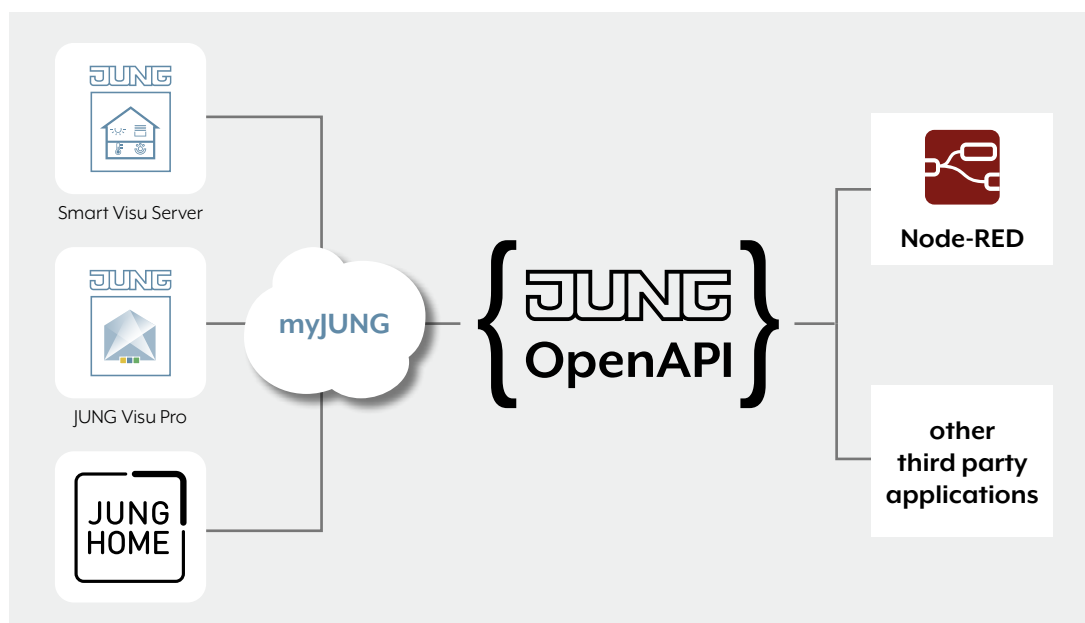 JUNG
Smart Visu Server
JUNG
JUNG Visu Pro
JUNG
HOME
myJUNG
{ JUNG }
OpenAPI
Node-RED
other
third party
applications